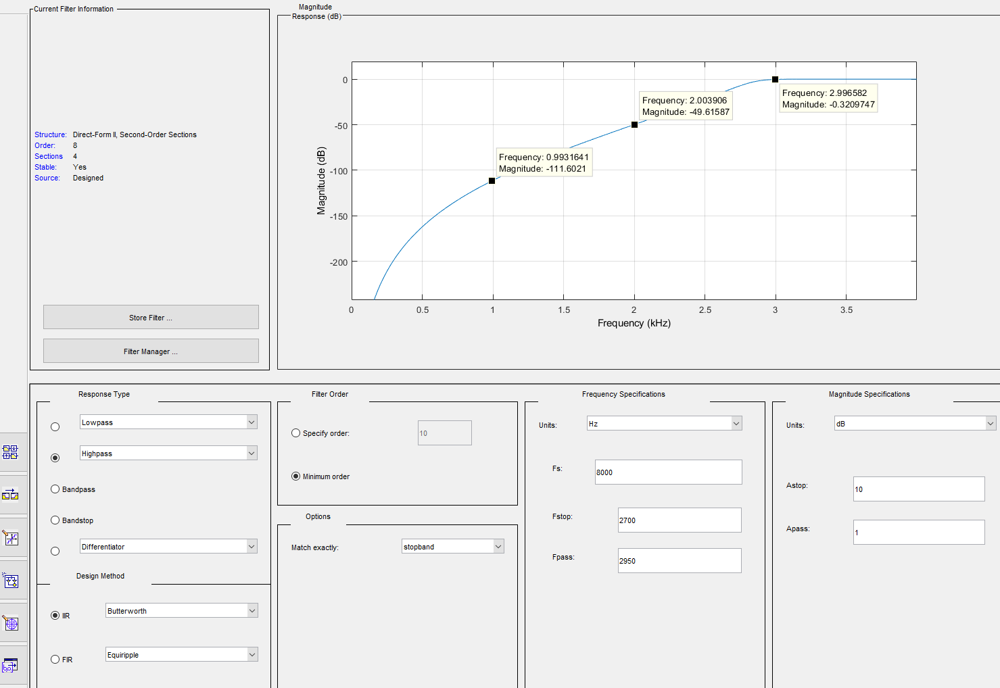 Current Filter Information
Structure: Direct-Form II, Second-Order Sections
Order: 8
Sections 4
Stable: Yes
Source: Designed
Store Filter ...
Filter Manager ...
Magnitude
Response (dB)
0
-50
-100
-150
-200
Magnitude (dB)
Frequency: 0.9931641
Magnitude: -111.6021
Frequency: 2.003906
Magnitude: -49.61587
Frequency: 2.996582
Magnitude: -0.3209747
0 0.5 1 1.5 2 2.5 3 3.5
Frequency (kHz)
Response Type
Lowpass
Highpass
Bandpass
Bandstop
Differentiator
Design Method
IIR Butterworth
FIR Equiripple
Filter Order
Specify order: 10
Minimum order
Options
Match exactly: stopband
Frequency Specifications
Units: Hz
Fs: 8000
Fstop: 2700
Fpass: 2950
Magnitude Specifications
Units: dB
Astop: 10
Apass: 1